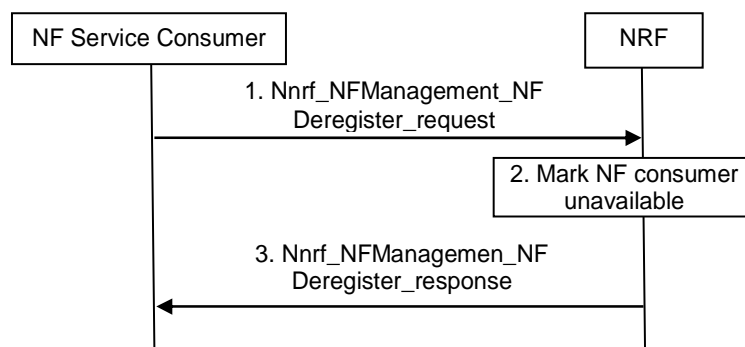 NF Service Consumer
NRF
1. Nnrf_NFManagement_NF
Deregister_request
2. Mark NF consumer
unavailable
3. Nnrf_NFManagemen_NF
Deregister_response